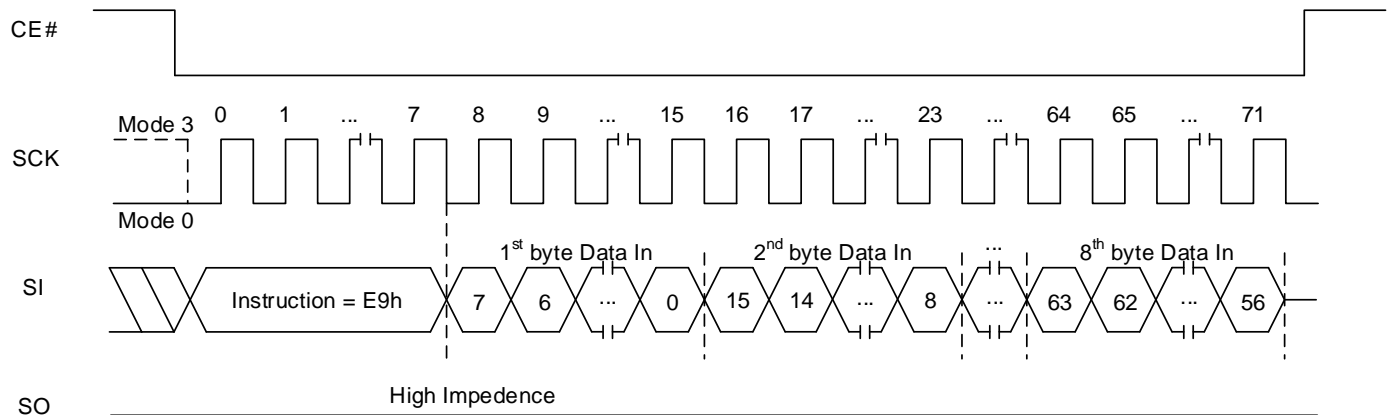 CE#
0 1 ... 7 8 9 ... 15 16 17 ... 23 ... 64 65 ... 71
Mode 3
SCK
Mode 0
1st byte Data In 2nd byte Data In ... 8th byte Data In
SI Instruction = E9h 7 6 ... 0 15 14 ... 8 ... 63 62 ... 56
High Impedence
SO